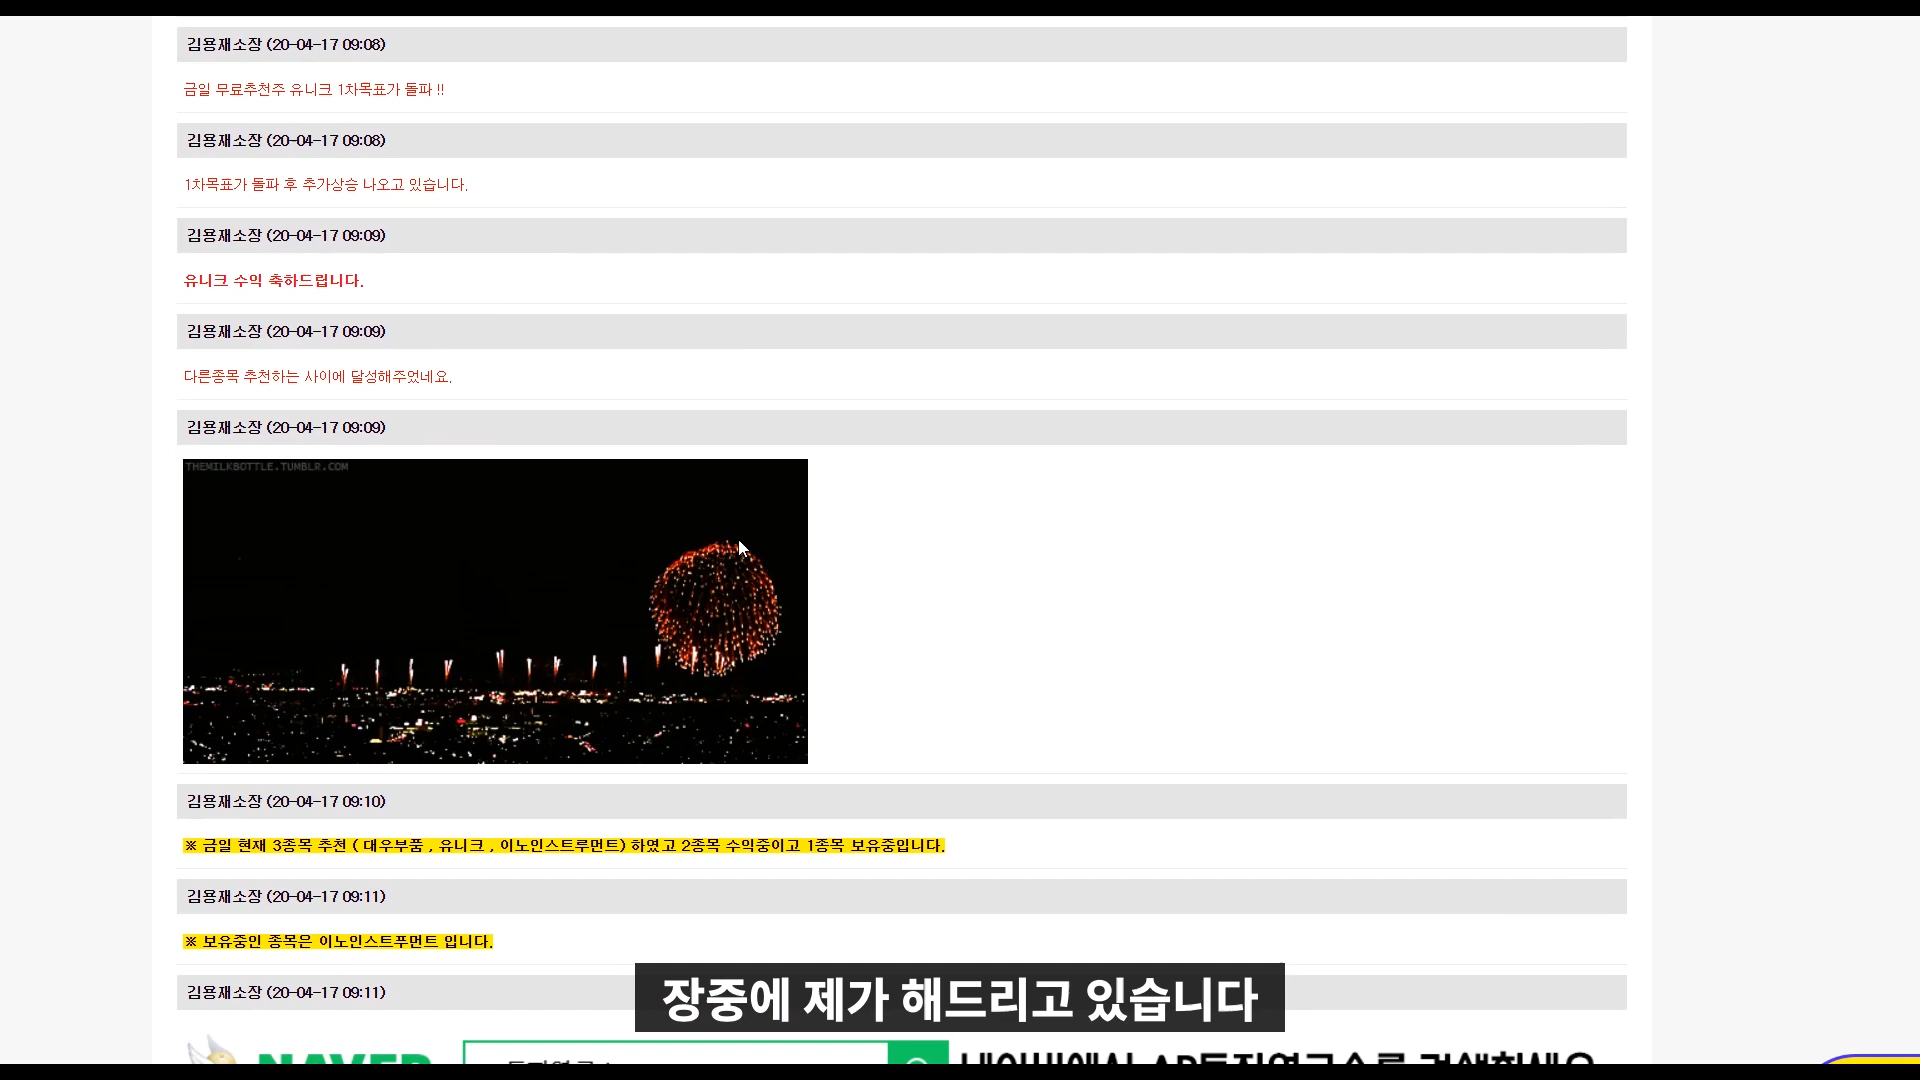 김용재소장 (20-04-17 09:08)
금일 무료추천주 유니크 1차목표가 돌파 !!
김용재소장 (20-04-17 09:08)
1차목표가 돌파 후 추가상승 나오고 있습니다.
김용재소장 (20-04-17 09:09)
유니크 수익 축하드립니다.
김용재소장 (20-04-17 09:09)
다른종목 추천하는 사이에 달성해주었네요.
김용재소장 (20-04-17 09:09)
THEMILKBOTTLE.TUMBLR.COM
김용재소장 (20-04-17 09:10)
※ 금일 현재 3종목 추천 ( 대우부품 , 유니크 , 이노인스트루먼트) 하였고 2종목 수익중이고 1종목 보유중입니다.
김용재소장 (20-04-17 09:11)
※ 보유중인 종목은 이노인스트푸먼트 입니다.
김용재소장 (20-04-17 09:11)
장중에 제가 해드리고 있습니다
NAVER